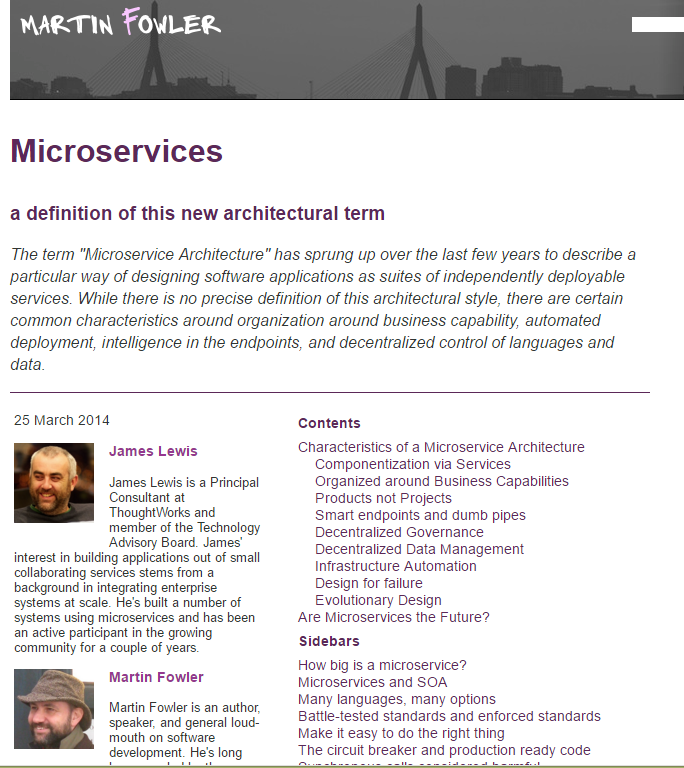 MARTIN FOWLER
Microservices
a definition of this new architectural term
The term "Microservice Architecture" has sprung up over the last few years to describe a
particular way of designing software applications as suites of independently deployable
services. While there is no precise definition of this architectural style, there are certain
common characteristics around organization around business capability, automated
deployment, intelligence in the endpoints, and decentralized control of languages and
data.
25 March 2014
James Lewis
James Lewis is a Principal
Consultant at
ThoughtWorks and
member of the Technology
Advisory Board. James'
interest in building applications out of small
collaborating services stems from a
background in integrating enterprise
systems at scale. He's built a number of
systems using microservices and has been
an active participant in the growing
community for a couple of years.
Martin Fowler
Martin Fowler is an author,
speaker, and general loud-
mouth on software
development. He's long
Contents
Characteristics of a Microservice Architecture
Componentization via Services
Organized around Business Capabilities
Products not Projects
Smart endpoints and dumb pipes
Decentralized Governance
Decentralized Data Management
Infrastructure Automation
Design for failure
Evolutionary Design
Are Microservices the Future?
Sidebars
How big is a microservice?
Microservices and SOA
Many languages, many options
Battle-tested standards and enforced standards
Make it easy to do the right thing
The circuit breaker and production ready code
Synchronous calls considered harmful